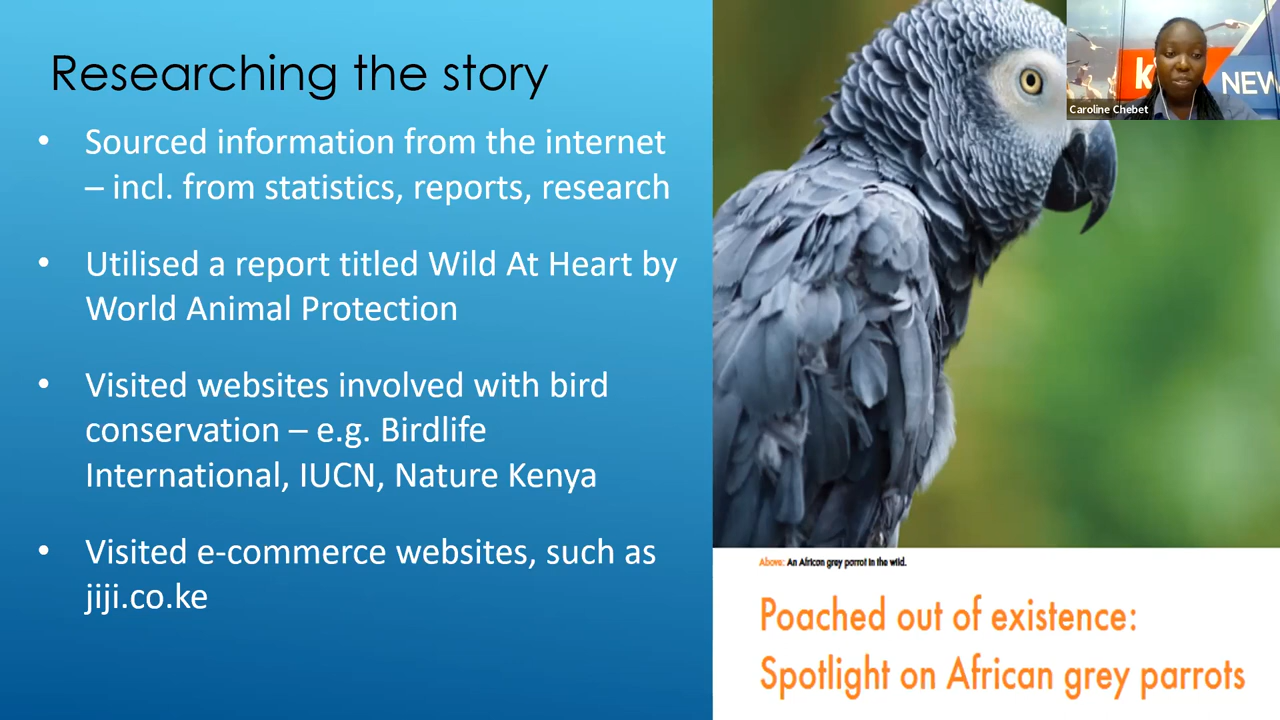 Researching the story
• Sourced information from the internet
– incl. from statistics, reports, research
• Utilised a report titled Wild At Heart by
World Animal Protection
• Visited websites involved with bird
conservation – e.g. Birdlife
International, IUCN, Nature Kenya
• Visited e-commerce websites, such as
jiji.co.ke
k
NEW
Caroline Chebet
Above: An African grey parrot in the wild.
Poached out of existence:
Spotlight on African grey parrots